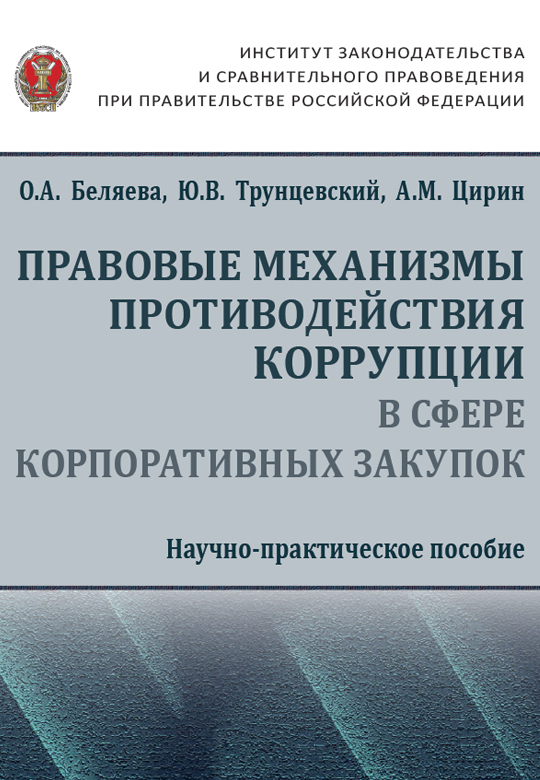 ИНСТИТУТ ЗАКОНОДАТЕЛЬСТВА
И СРАВНИТЕЛЬНОГО ПРАВОВЕДЕНИЯ
ПРИ ПРАВИТЕЛЬСТВЕ РОССИЙСКОЙ ФЕДЕРАЦИИ
О.А. Беляева, Ю.В. Трунцевский, А.М. Цирин
ПРАВОВЫЕ МЕХАНИЗМЫ
ПРОТИВОДЕЙСТВИЯ
КОРРУПЦИИ
В СФЕРЕ
КОРПОРАТИВНЫХ ЗАКУПОК
Научно-практическое пособие